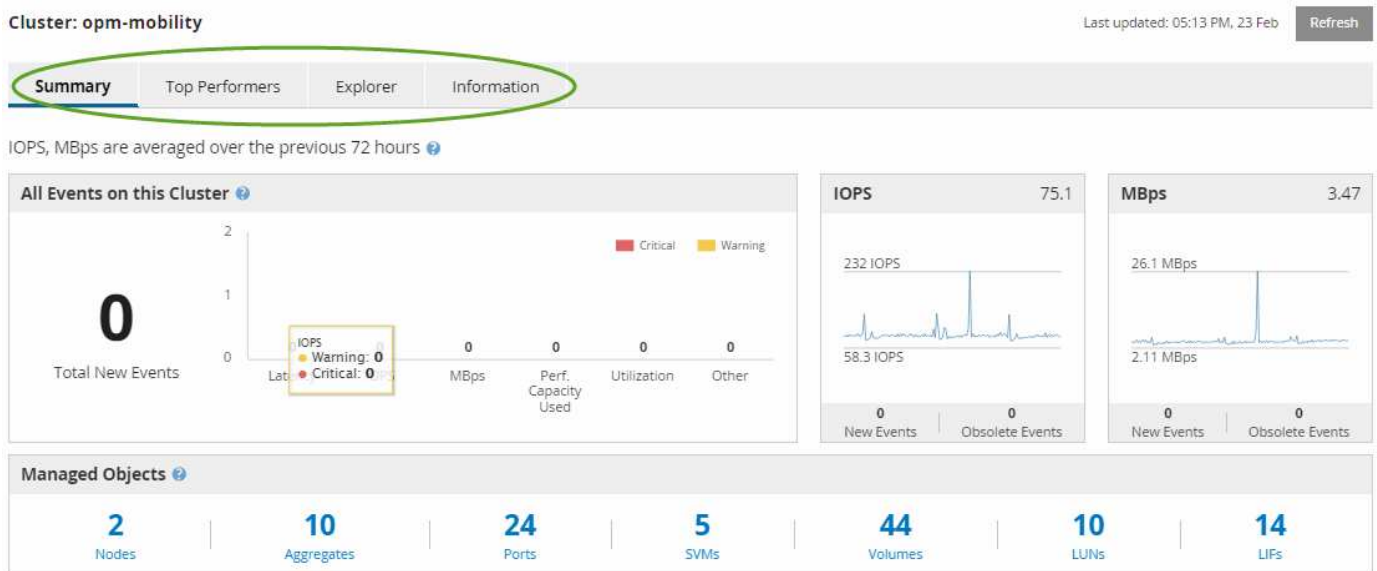 Cluster: opm-mobility
Last updated: 05:13 PM, 23 Feb
Refresh
Summary
Top Performers
Explorer
Information
IOPS, MBps are averaged over the previous 72 hours
All Events on this Cluster
0
Total New Events
2
1
0
Critical
Warning
IOPS
Warning: 0
Critical: 0
0
0
0
0
MBps
Perf.
Capacity
Used
Utilization
Other
IOPS 75.1
232 IOPS
58.3 IOPS
0
New Events
0
Obsolete Events
MBps 3.47
26.1 MBps
2.11 MBps
0
New Events
0
Obsolete Events
Managed Objects
2
Nodes
10
Aggregates
24
Ports
5
SVMs
44
Volumes
10
LUNs
14
LIFs